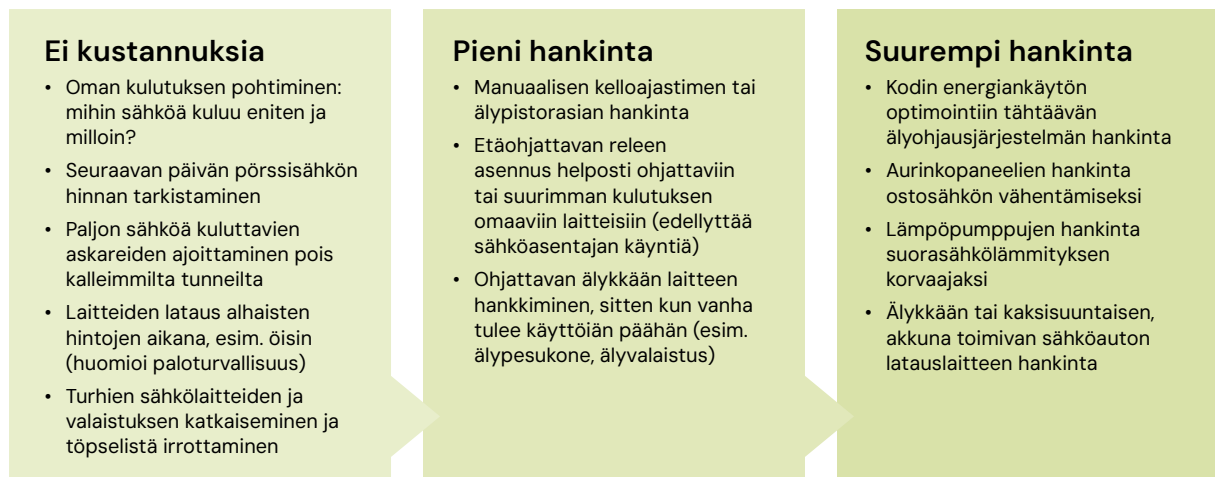 Ei kustannuksia
• Oman kulutuksen pohtiminen:
mihin sähköä kuluu eniten ja
milloin?
• Seuraavan päivän pörssisähkön
hinnan tarkistaminen
• Paljon sähköä kuluttavien
askareiden ajoittaminen pois
kalleimmilta tunneilta
• Laitteiden lataus alhaisten
hintojen aikana, esim. öisin
(huomioi paloturvallisuus)
• Turhien sähkölaitteiden ja
valaistuksen katkaiseminen ja
töpselistä irrottaminen
Pieni hankinta
• Manuaalisen kelloajastimen tai
älypistorasian hankinta
• Etäohjattavan releen
asennus helposti ohjattaviin
tai suurimman kulutuksen
omaaviin laitteisiin (edellyttää
sähköasentajan käyntiä)
• Ohjattavan älykkään laitteen
hankkiminen, sitten kun vanha
tulee käyttöiän päähän (esim.
älypesukone, älyvalaistus)
Suurempi hankinta
• Kodin energiankäytön
optimointiin tähtäävän
älyohjausjärjestelmän hankinta
• Aurinkopaneelien hankinta
ostosähkön vähentämiseksi
• Lämpöpumppujen hankinta
suorasähkölämmityksen
korvaajaksi
• Älykkään tai kaksisuuntaisen,
akkuna toimivan sähköauton
latauslaitteen hankinta